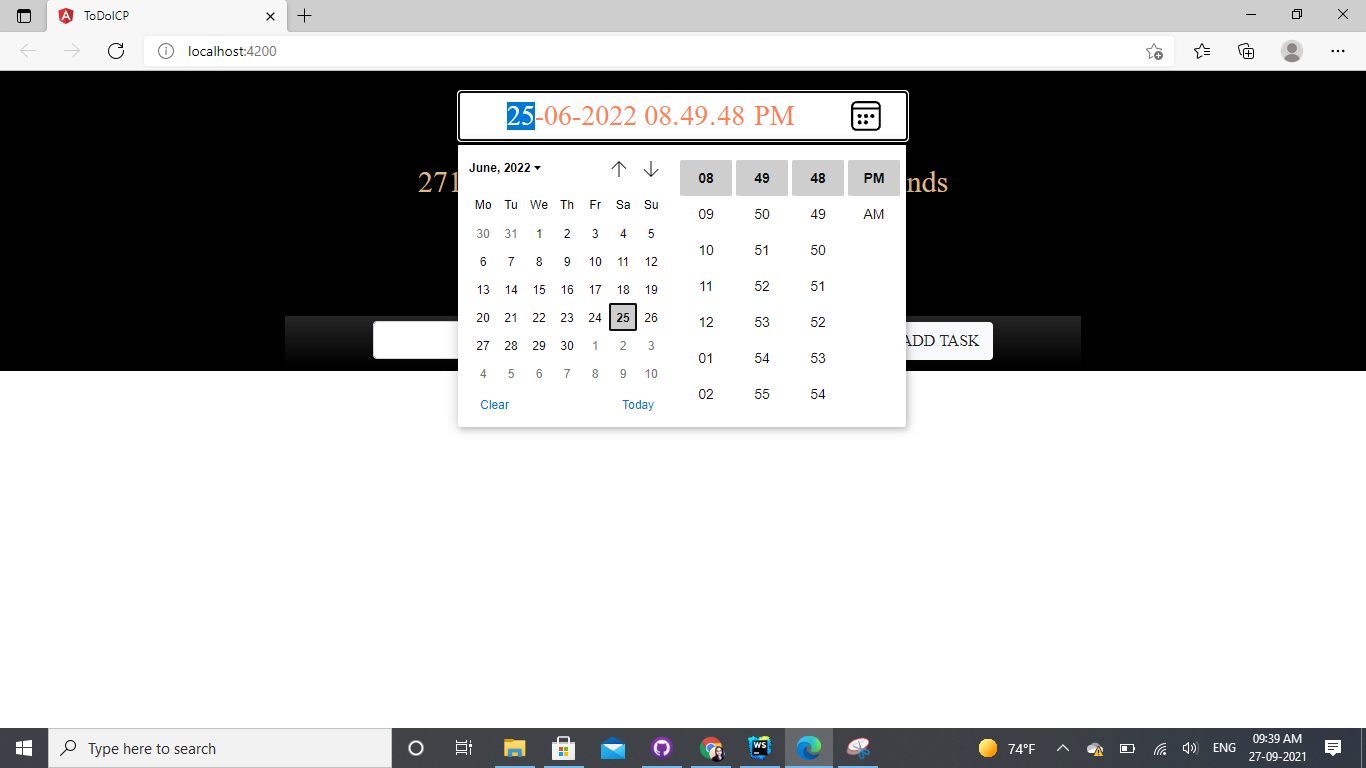 ToDoICP
localhost:4200
25-06-2022 08.49.48 PM
271
nds
June, 2022
Mo Tu We Th Fr Sa Su
30 31 1 2 3 4 5
6 7 8 9 10 11 12
13 14 15 16 17 18 19
20 21 22 23 24 25 26
27 28 29 30 1 2 3
4 5 6 7 8 9 10
Clear Today
08 49 48 PM
09 50 49 AM
10 51 50
11 52 51
12 53 52
01 54 53
02 55 54
ADD TASK
Type here to search
WS
74°F
ENG
09:39 AM
27-09-2021